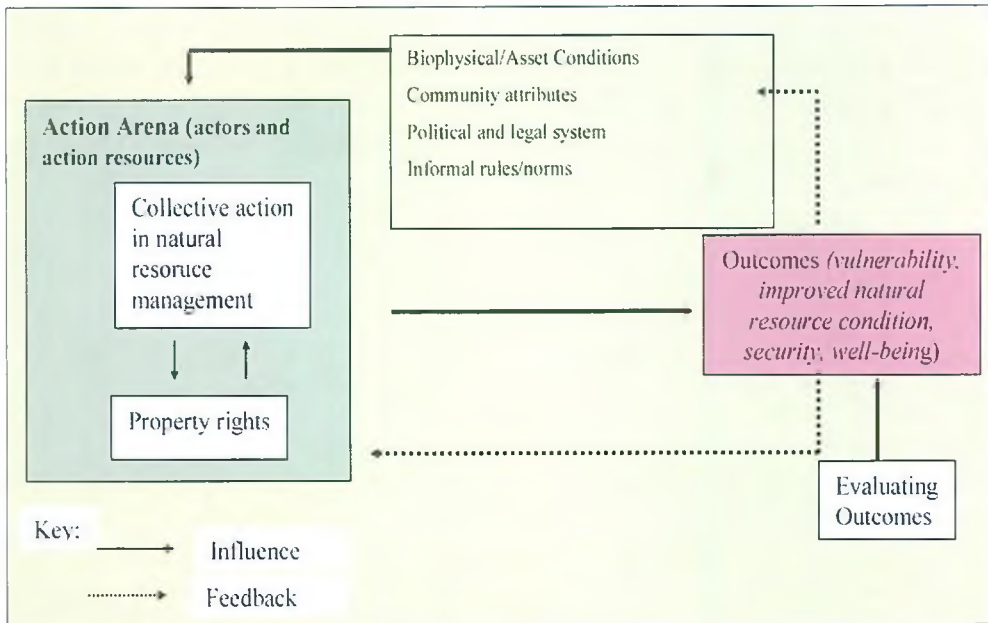 Biophysical/Asset Conditions
Community attributes
Political and legal system
Informal rules/norms
Action Arena (actors and
action resources)
Collective action
in natural
resoruce
management
Property rights
Outcomes (vulnerability,
improved natural
resource condition,
security, well-being)
Evaluating
Outcomes
Key:
Influence
Feedback